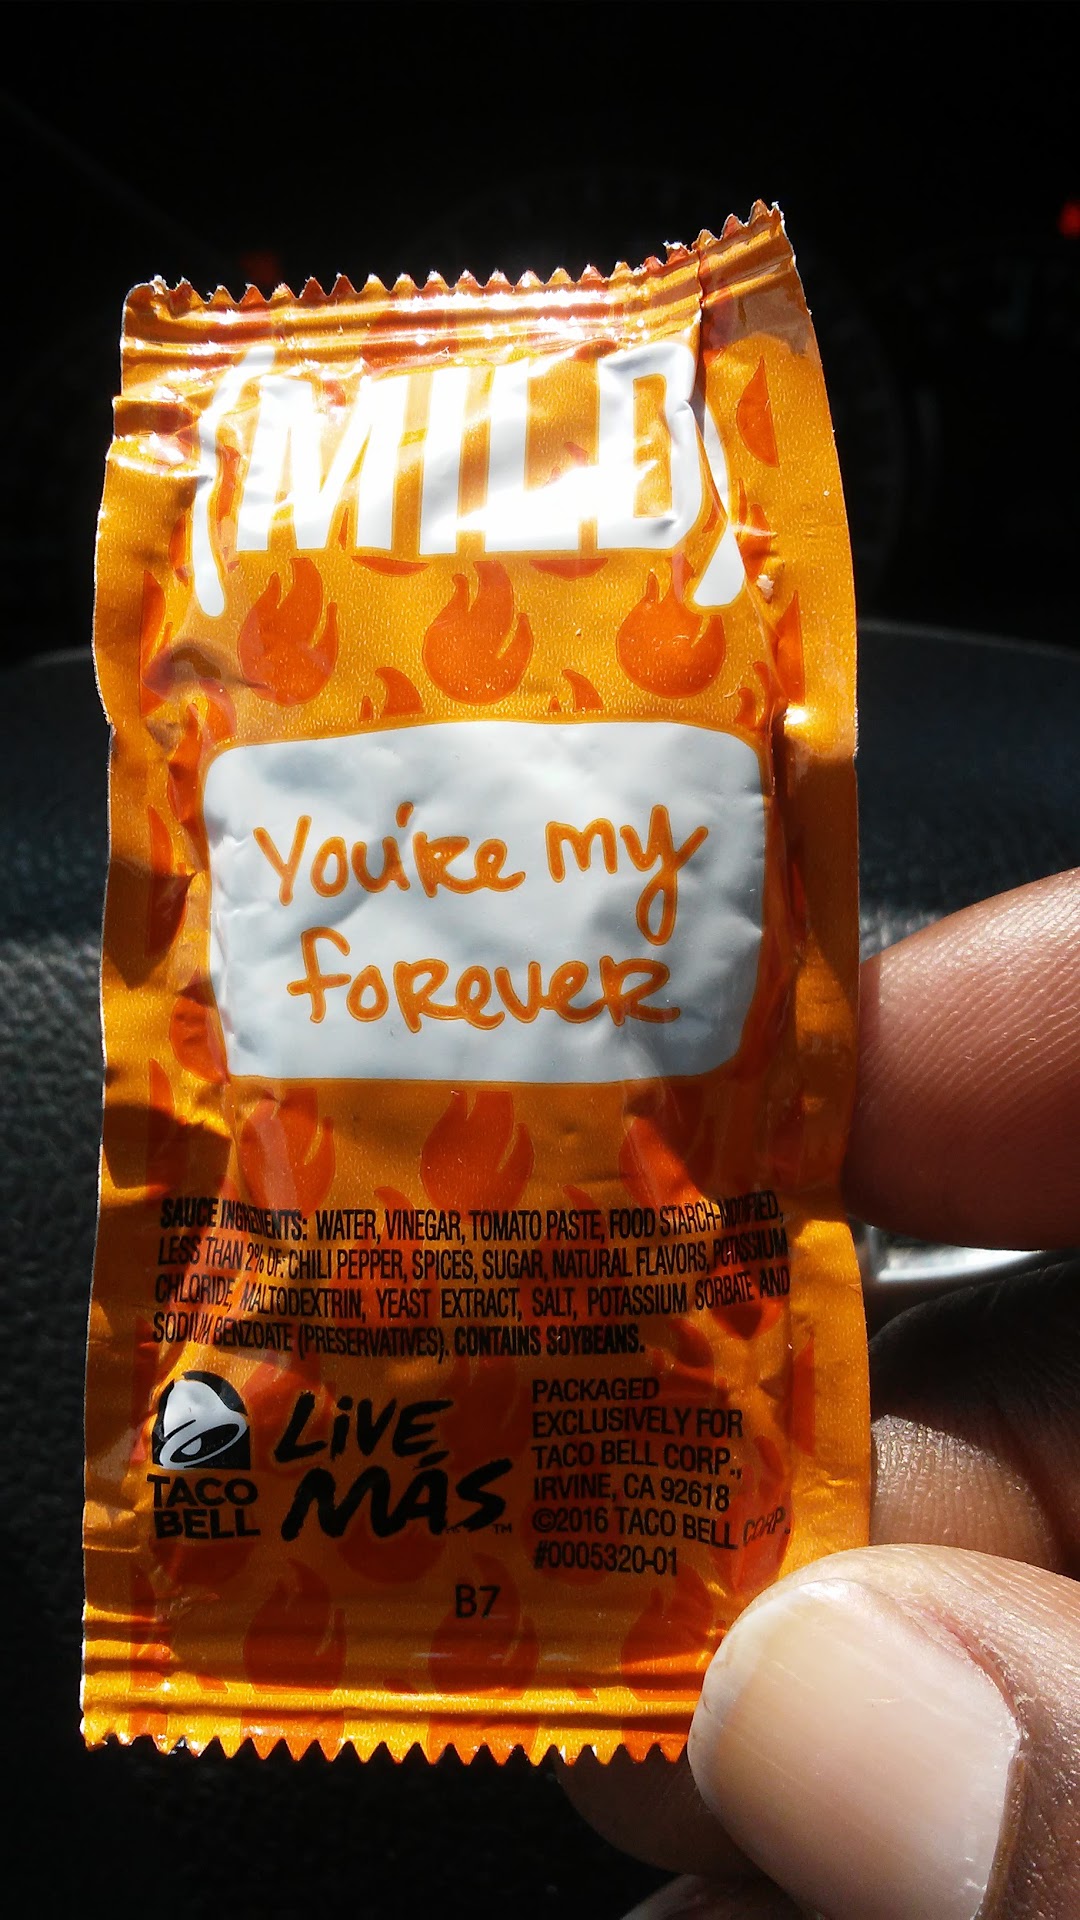 (MILD)
You're my
forever
SAUCE INGREDIENTS: WATER, VINEGAR, TOMATO PASTE, FOOD STARCH-MODIFIED,
LESS THAN 2% OF: CHILI PEPPER, SPICES, SUGAR, NATURAL FLAVORS, POTASSIUM
CHLORIDE, MALTODEXTRIN, YEAST EXTRACT, SALT, POTASSIUM SORBATE AND
SODIUM BENZOATE (PRESERVATIVES). CONTAINS SOYBEANS.
TACO
BELL
LiVE
MÁS™
PACKAGED
EXCLUSIVELY FOR
TACO BELL CORP.,
IRVINE, CA 92618
©2016 TACO BELL CORP.
#0005320-01
B7